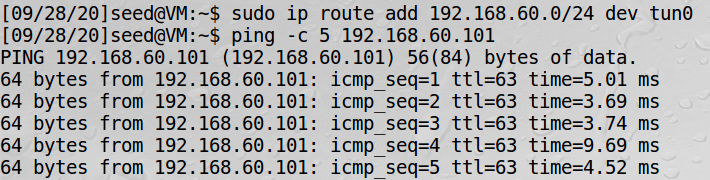 [09/28/20]seed@VM:~$ sudo ip route add 192.168.60.0/24 dev tun0
[09/28/20]seed@VM:~$ ping -c 5 192.168.60.101
PING 192.168.60.101 (192.168.60.101) 56(84) bytes of data.
64 bytes from 192.168.60.101: icmp_seq=1 ttl=63 time=5.01 ms
64 bytes from 192.168.60.101: icmp_seq=2 ttl=63 time=3.69 ms
64 bytes from 192.168.60.101: icmp_seq=3 ttl=63 time=3.74 ms
64 bytes from 192.168.60.101: icmp_seq=4 ttl=63 time=9.69 ms
64 bytes from 192.168.60.101: icmp_seq=5 ttl=63 time=4.52 ms